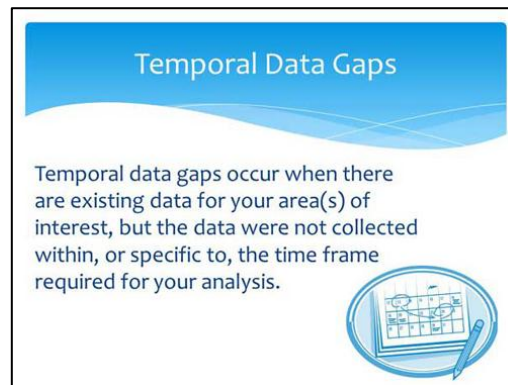 Temporal Data Gaps
Temporal data gaps occur when there
are existing data for your area(s) of
interest, but the data were not collected
within, or specific to, the time frame
required for your analysis.